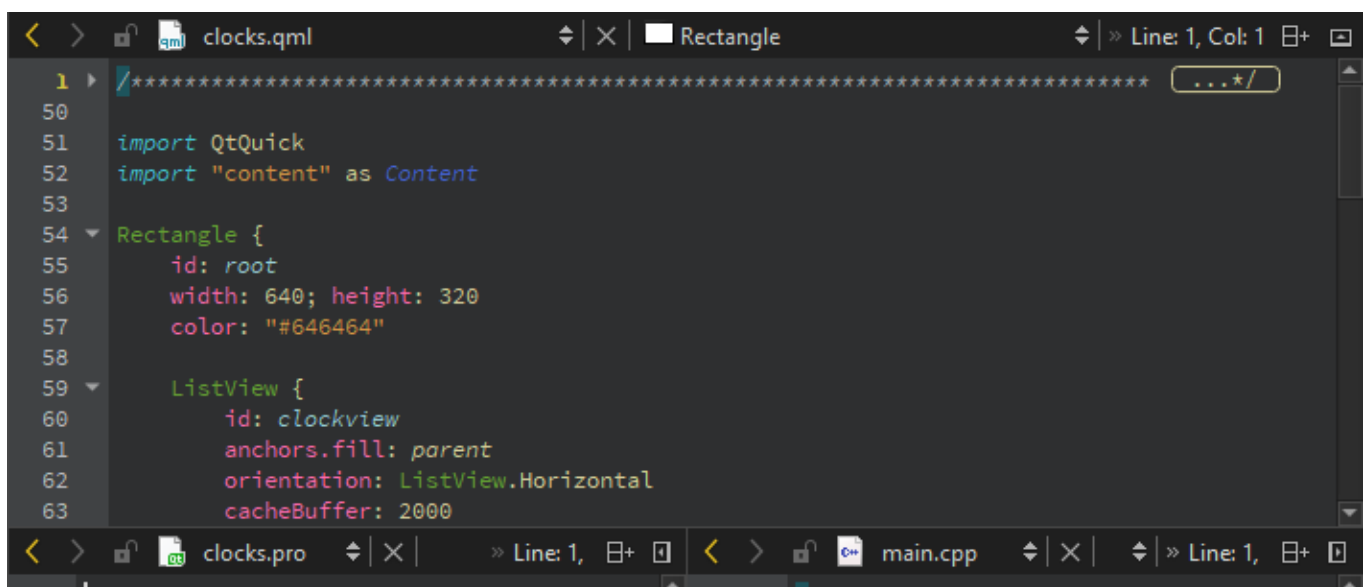 clocks.qml Rectangle » Line: 1, Col: 1
1 /***************************************************************************** ...*/
50
51 import QtQuick
52 import "content" as Content
53
54 Rectangle {
55 id: root
56 width: 640; height: 320
57 color: "#646464"
58
59 ListView {
60 id: clockview
61 anchors.fill: parent
62 orientation: ListView.Horizontal
63 cacheBuffer: 2000
clocks.pro » Line: 1, main.cpp » Line: 1,